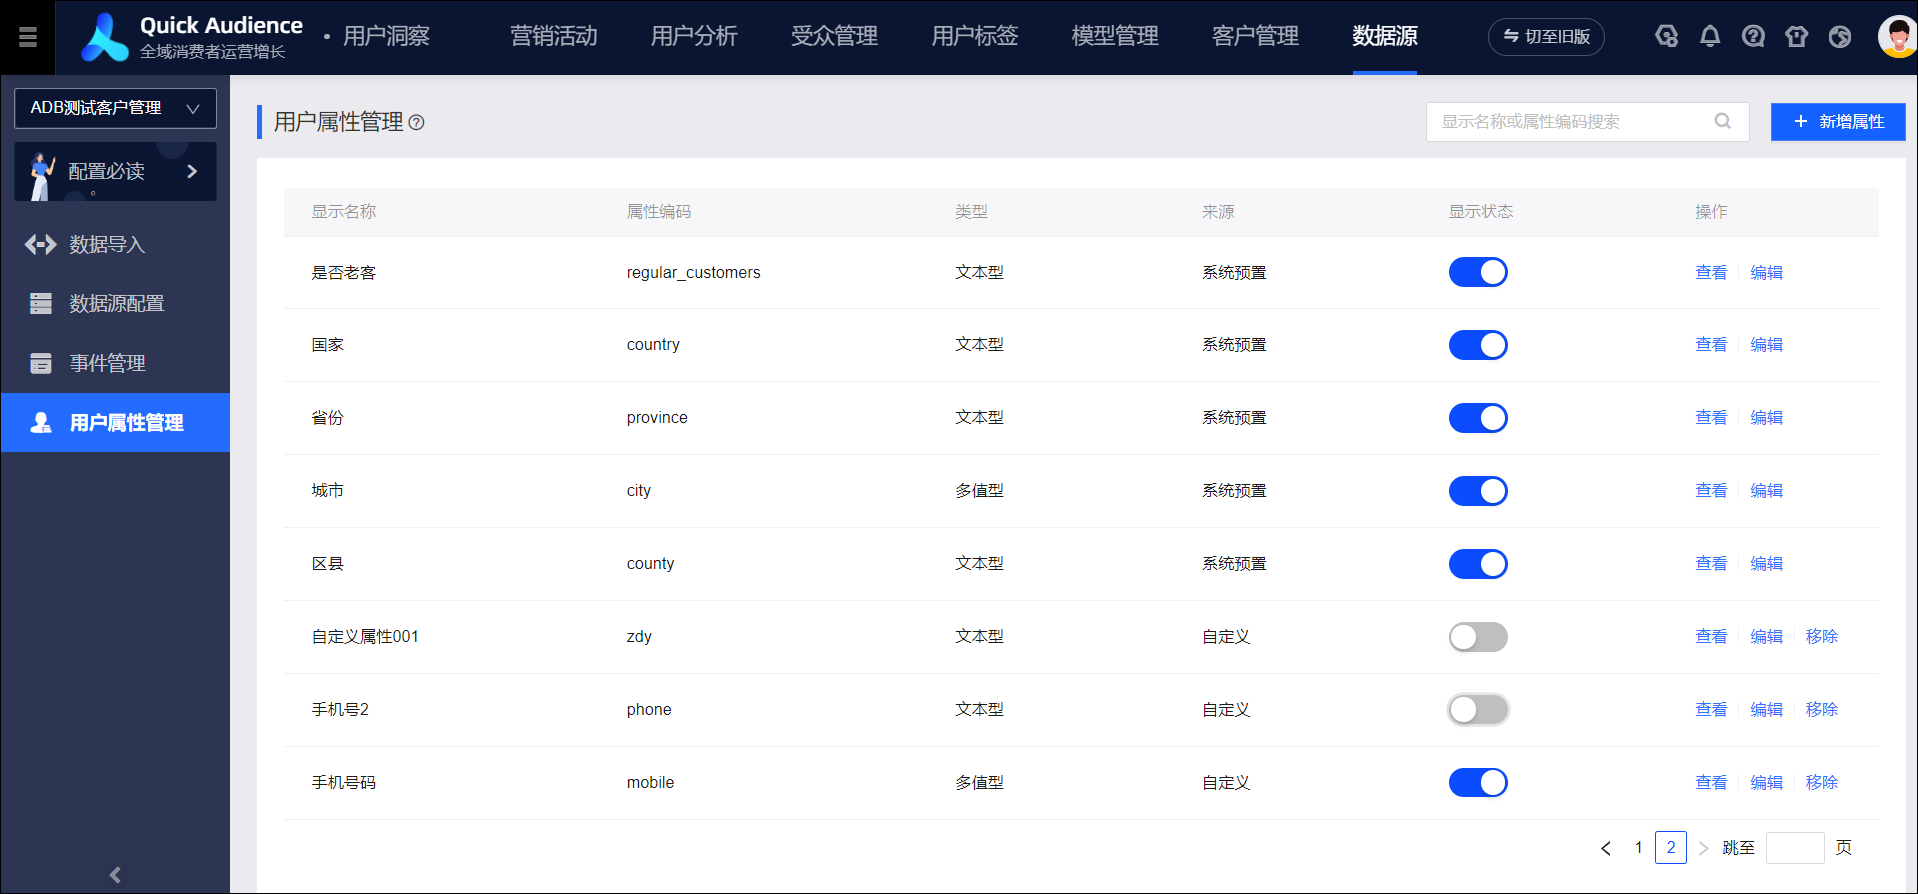 Quick Audience
全域消费者运营增长
· 用户洞察 营销活动 用户分析 受众管理 用户标签 模型管理 客户管理 数据源 切至旧版
ADB测试客户管理
配置必读
数据导入
数据源配置
事件管理
用户属性管理
用户属性管理
显示名称或属性编码搜索
+ 新增属性
显示名称 属性编码 类型 来源 显示状态 操作
是否老客 regular_customers 文本型 系统预置 查看 编辑
国家 country 文本型 系统预置 查看 编辑
省份 province 文本型 系统预置 查看 编辑
城市 city 多值型 系统预置 查看 编辑
区县 county 文本型 系统预置 查看 编辑
自定义属性001 zdy 文本型 自定义 查看 编辑 移除
手机号2 phone 文本型 自定义 查看 编辑 移除
手机号码 mobile 多值型 自定义 查看 编辑 移除
< 1 2 > 跳至 页